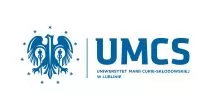 UMCS
UNIWERSYTET MARII CURIE-SKŁODOWSKIEJ
W LUBLINIE